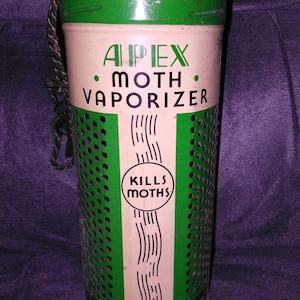 APEX
• MOTH •
VAPORIZER
KILLS
MOTHS